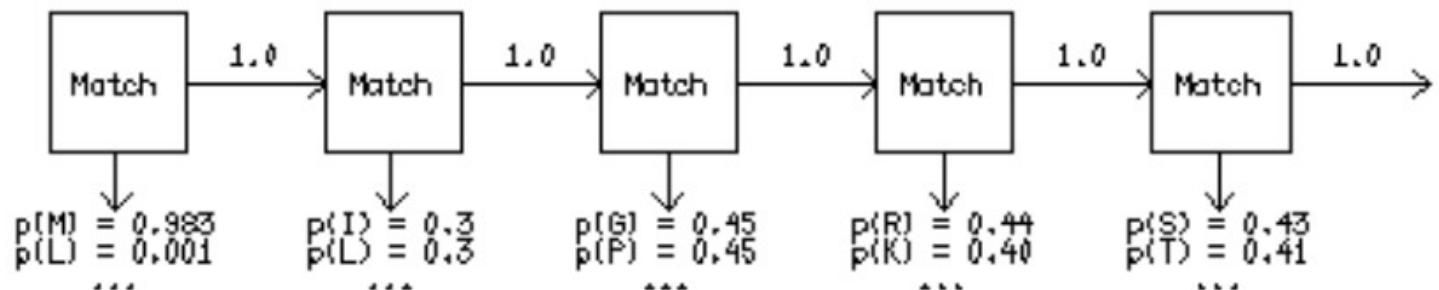 1.0 1.0 1.0 1.0 1.0
Match Match Match Match Match
p(M) = 0.983 p(I) = 0.3 p(G) = 0.45 p(R) = 0.44 p(S) = 0.43
p(L) = 0.001 p(L) = 0.3 p(P) = 0.45 p(K) = 0.40 p(T) = 0.41
... ... ... ... ...